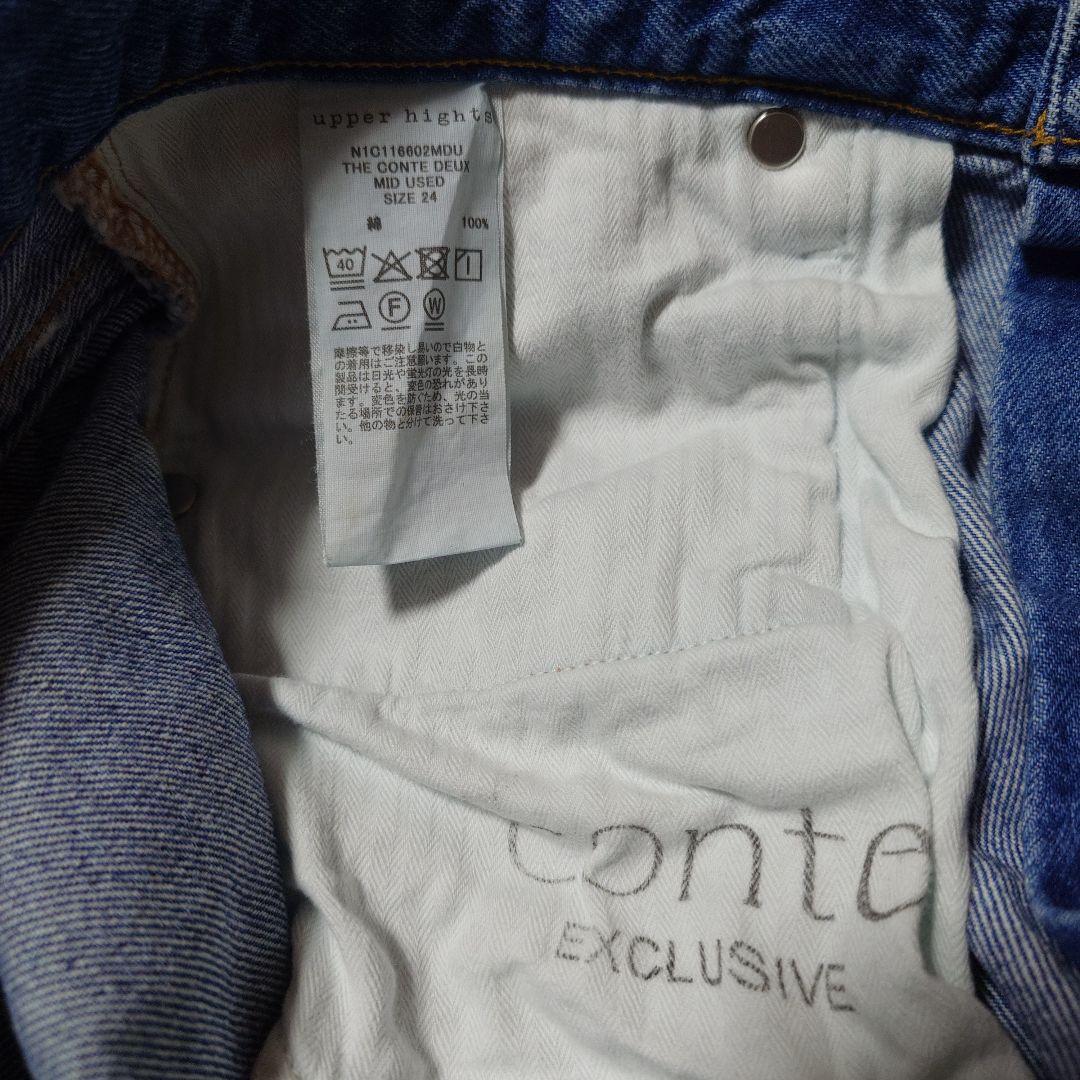 upper hights
N1C116602MDU
THE CONTE DEUX
MID USED
SIZE 24
綿 100%
40
F W
摩擦等で移染し易いので白物と
の着用はご注意願います。この
製品は日光や蛍光灯の光を長時
間受けると、変色の恐れがあり
ます。変色を防ぐため、光の当
たる場所での保管はおさけ下さ
い。他の物と分けて洗って下さ
い。
conte
EXCLUSIVE